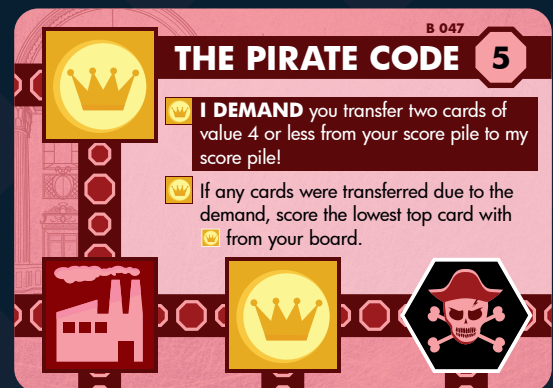 B 047
THE PIRATE CODE 5
I DEMAND you transfer two cards of
value 4 or less from your score pile to my
score pile!
If any cards were transferred due to the
demand, score the lowest top card with
from your board.